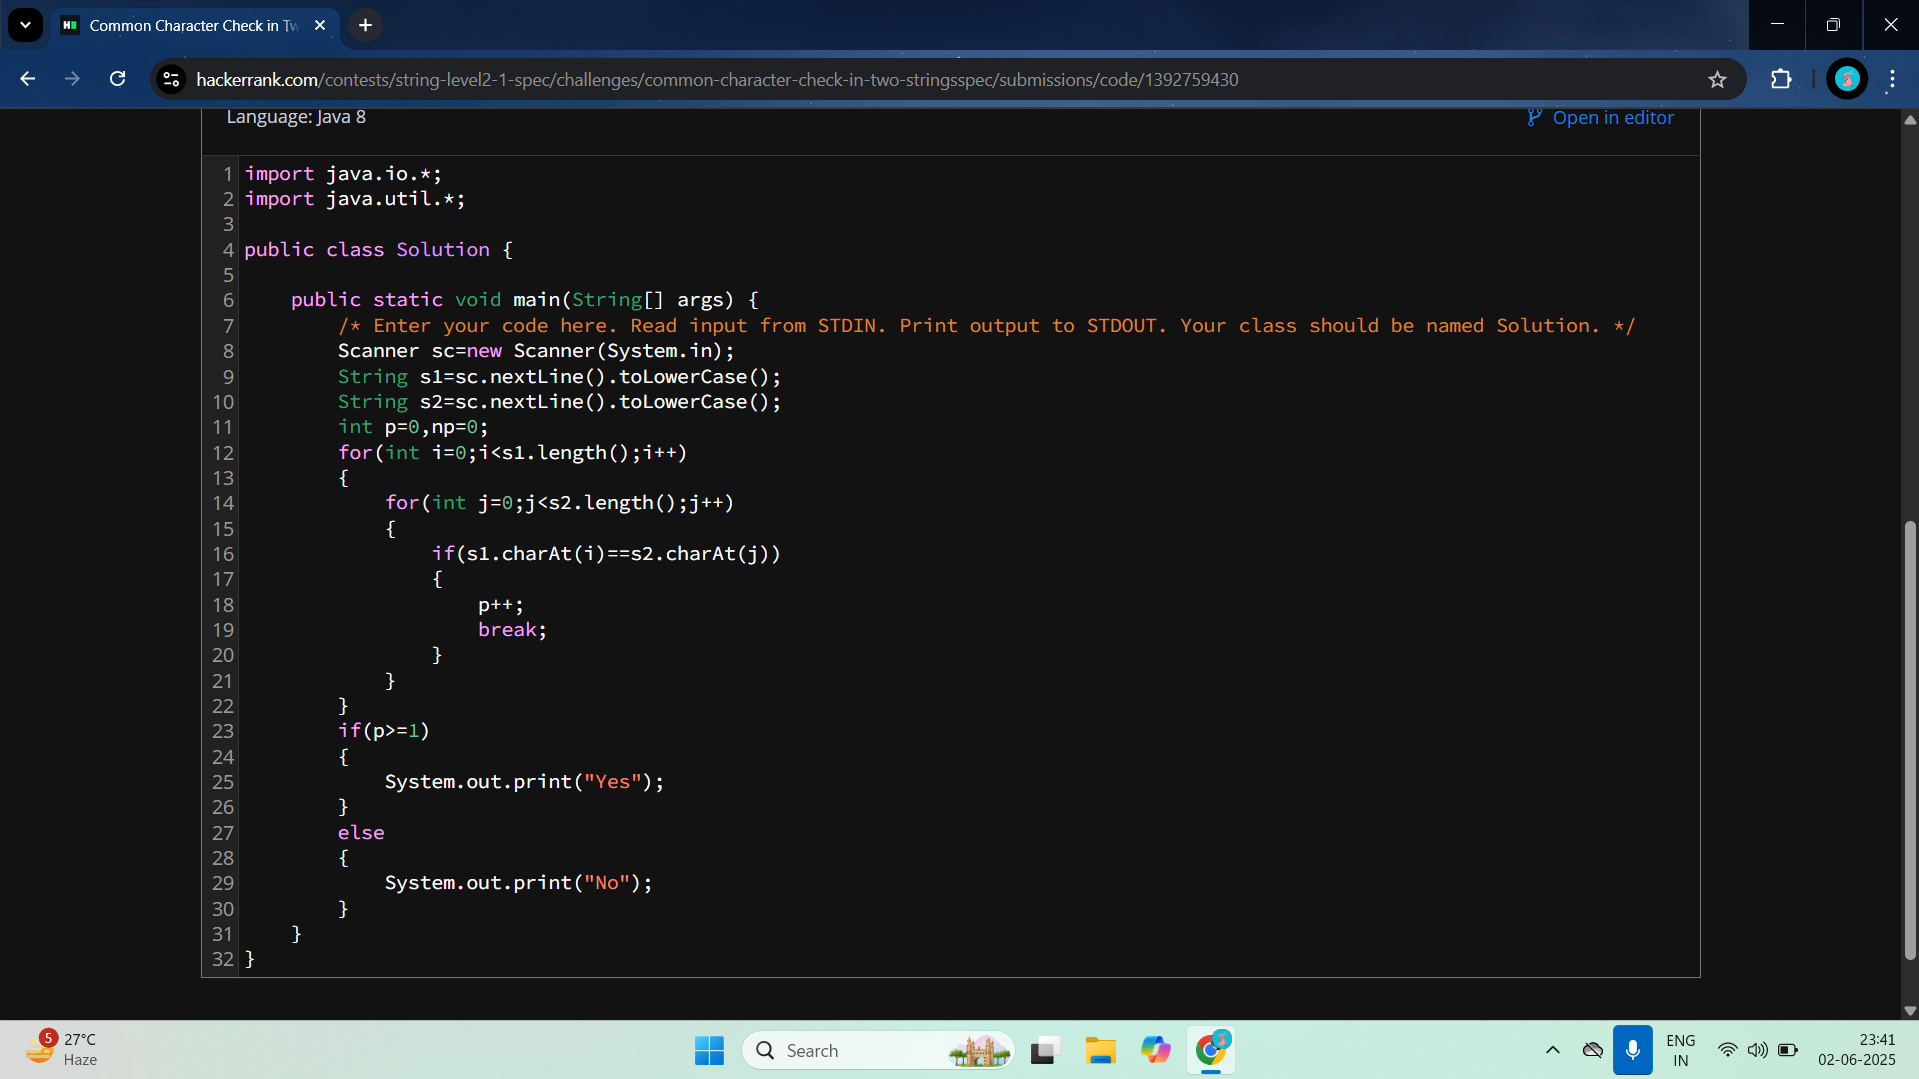 Common Character Check in Tw
hackerrank.com/contests/string-level2-1-spec/challenges/common-character-check-in-two-stringsspec/submissions/code/1392759430
Language: Java 8
Open in editor
1 import java.io.*;
2 import java.util.*;
3
4 public class Solution {
5
6     public static void main(String[] args) {
7         /* Enter your code here. Read input from STDIN. Print output to STDOUT. Your class should be named Solution. */
8         Scanner sc=new Scanner(System.in);
9         String s1=sc.nextLine().toLowerCase();
10         String s2=sc.nextLine().toLowerCase();
11         int p=0,np=0;
12         for(int i=0;i<s1.length();i++)
13         {
14             for(int j=0;j<s2.length();j++)
15             {
16                 if(s1.charAt(i)==s2.charAt(j))
17                 {
18                     p++;
19                     break;
20                 }
21             }
22         }
23         if(p>=1)
24         {
25             System.out.print("Yes");
26         }
27         else
28         {
29             System.out.print("No");
30         }
31     }
32 }
5
27°C
Haze
Search
ENG
IN
23:41
02-06-2025